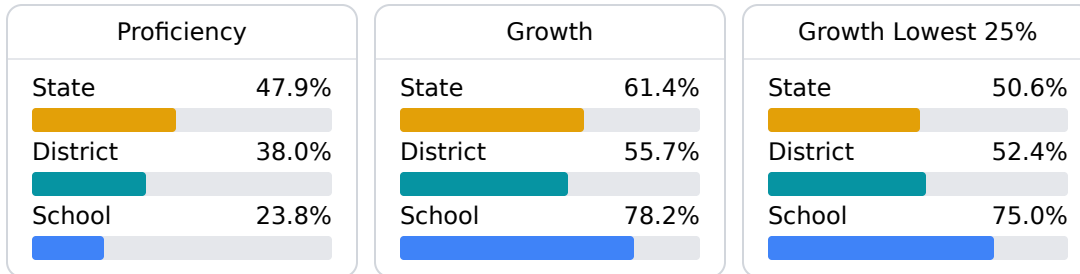 Proficiency
State 47.9%
District 38.0%
School 23.8%
Growth
State 61.4%
District 55.7%
School 78.2%
Growth Lowest 25%
State 50.6%
District 52.4%
School 75.0%